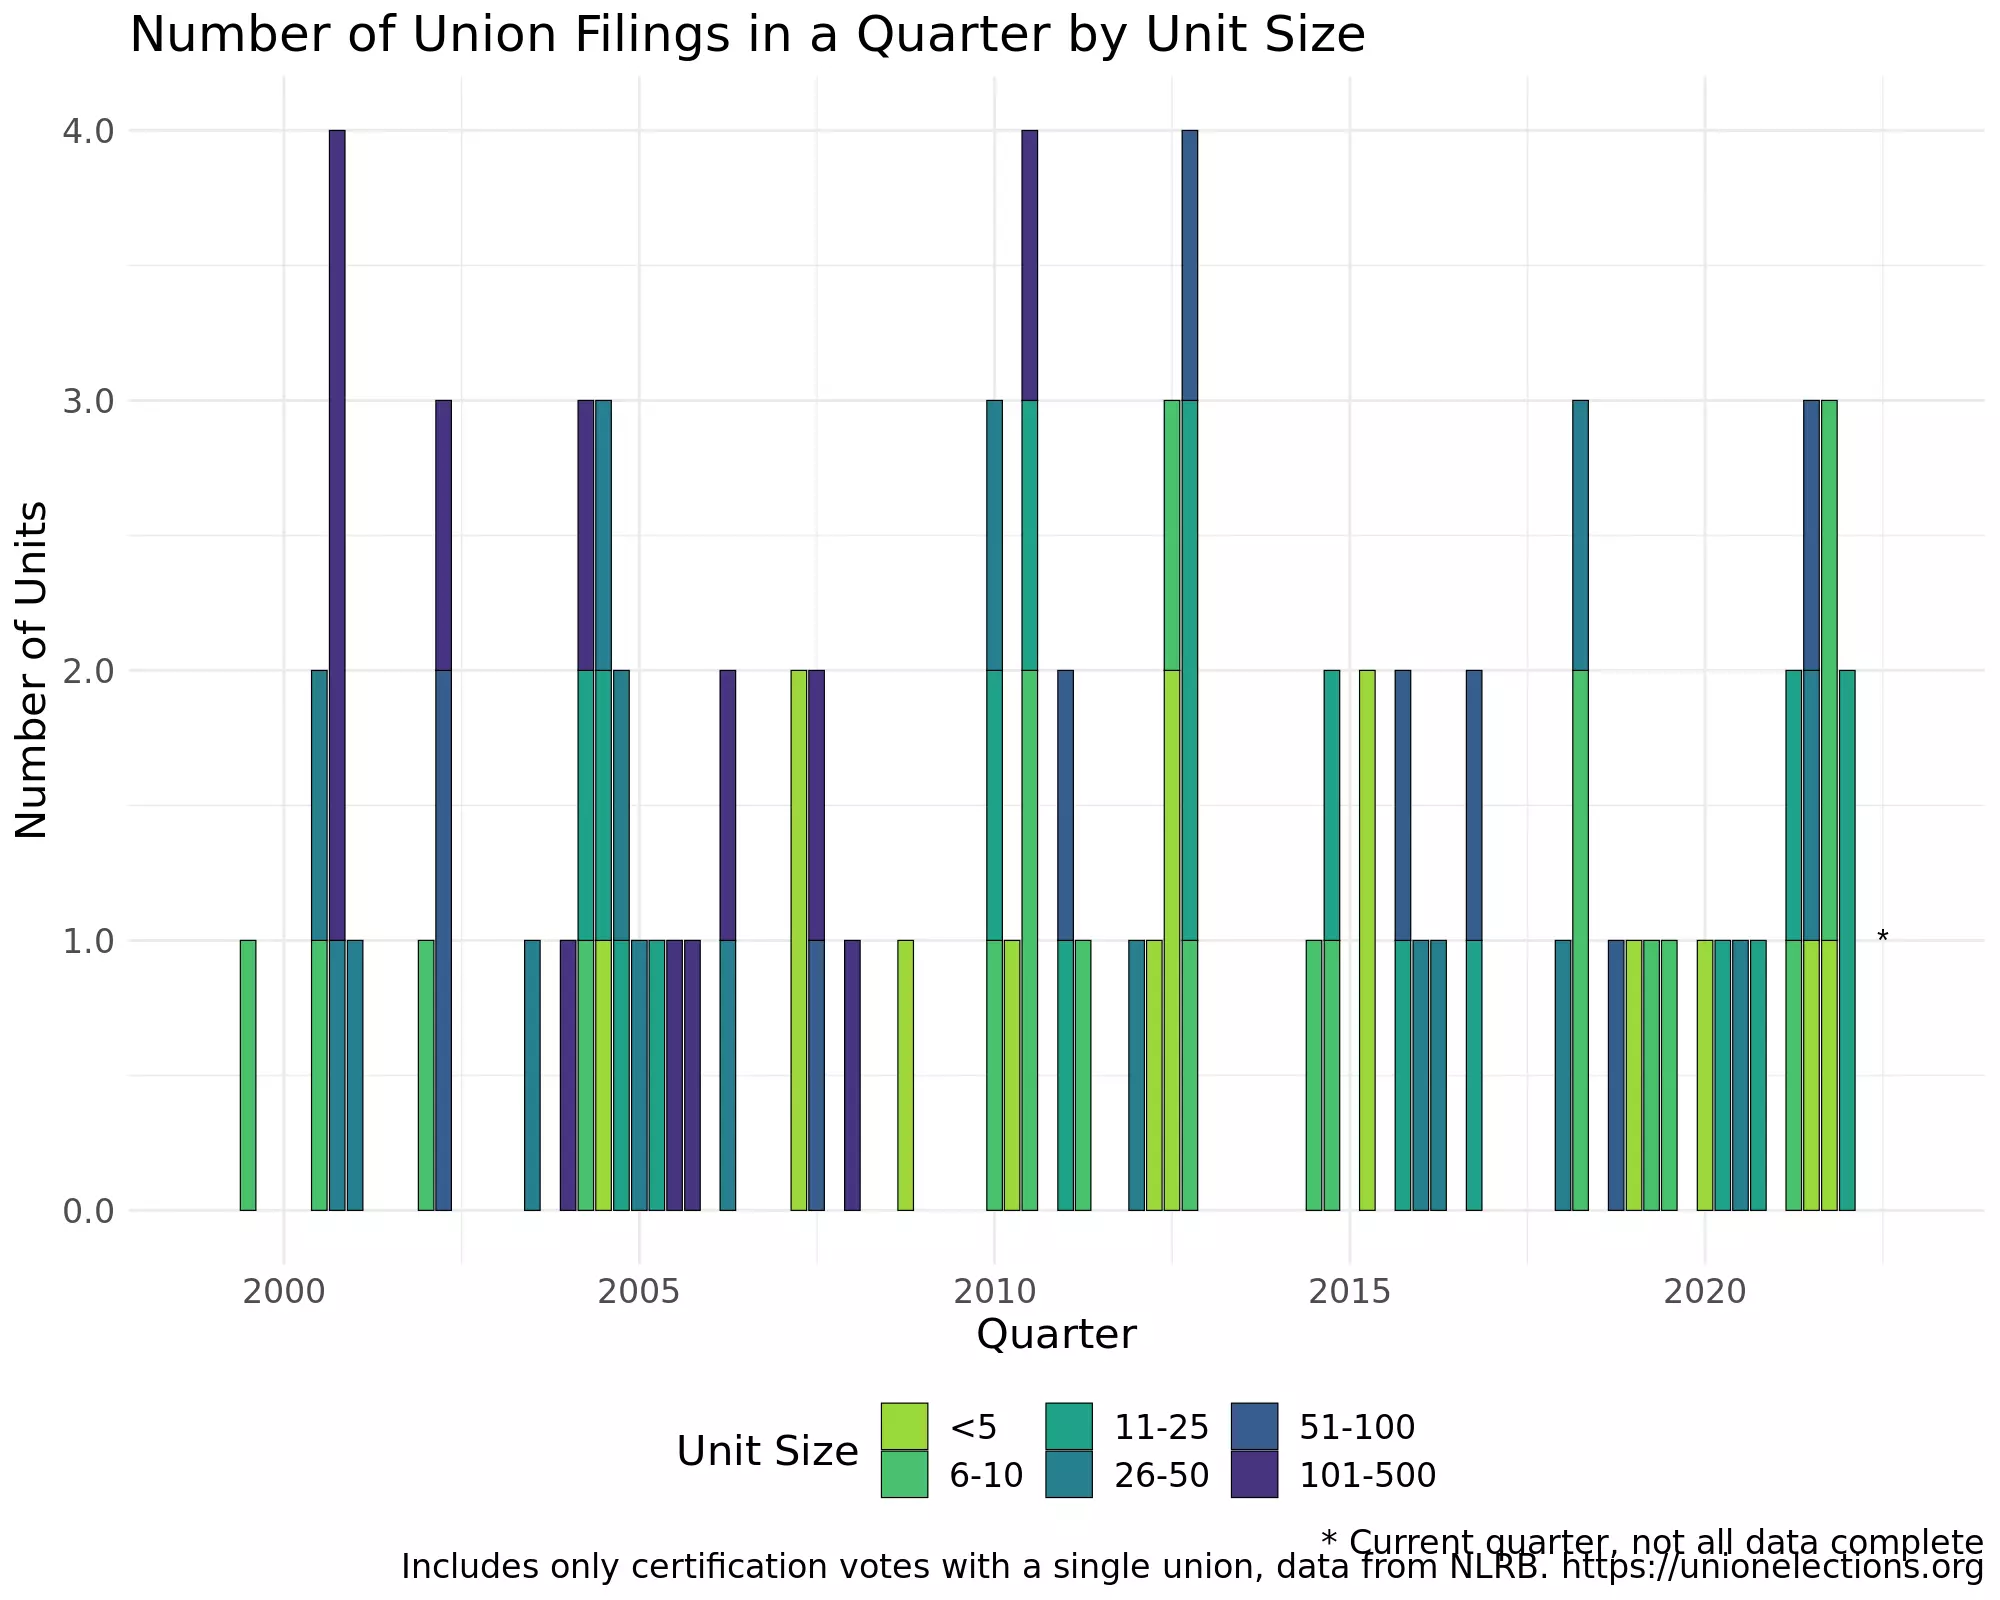 Number of Union Filings in a Quarter by Unit Size
4.0
3.0
2.0
1.0
0.0
Number of Units
*
2000 2005 2010 2015 2020
Quarter
Unit Size
<5 11-25 51-100
6-10 26-50 101-500
* Current quarter, not all data complete
Includes only certification votes with a single union, data from NLRB. https://unionelections.org